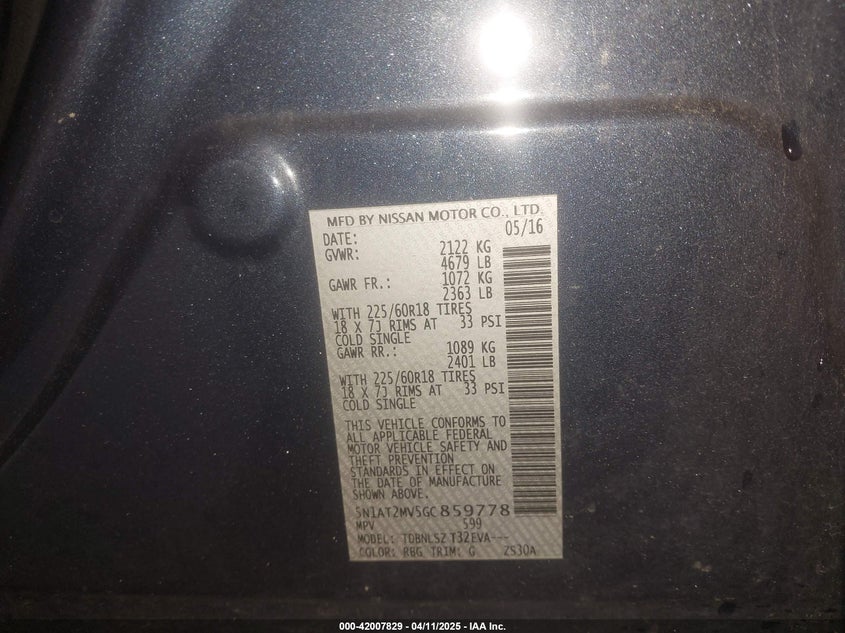 MFD BY NISSAN MOTOR CO., LTD.
DATE: 05/16
GVWR: 2122 KG
4679 LB
GAWR FR.: 1072 KG
2363 LB
WITH 225/60R18 TIRES
18 X 7J RIMS AT 33 PSI
COLD SINGLE
GAWR RR.: 1089 KG
2401 LB
WITH 225/60R18 TIRES
18 X 7J RIMS AT 33 PSI
COLD SINGLE
THIS VEHICLE CONFORMS TO
ALL APPLICABLE FEDERAL
MOTOR VEHICLE SAFETY AND
THEFT PREVENTION
STANDARDS IN EFFECT ON
THE DATE OF MANUFACTURE
SHOWN ABOVE.
5N1AT2MV5GC859778
MPV 599
MODEL: TDBNLSZ T32EVA---
COLOR: RBG TRIM: G ZS30A
000-42007829 - 04/11/2025 - IAA Inc.